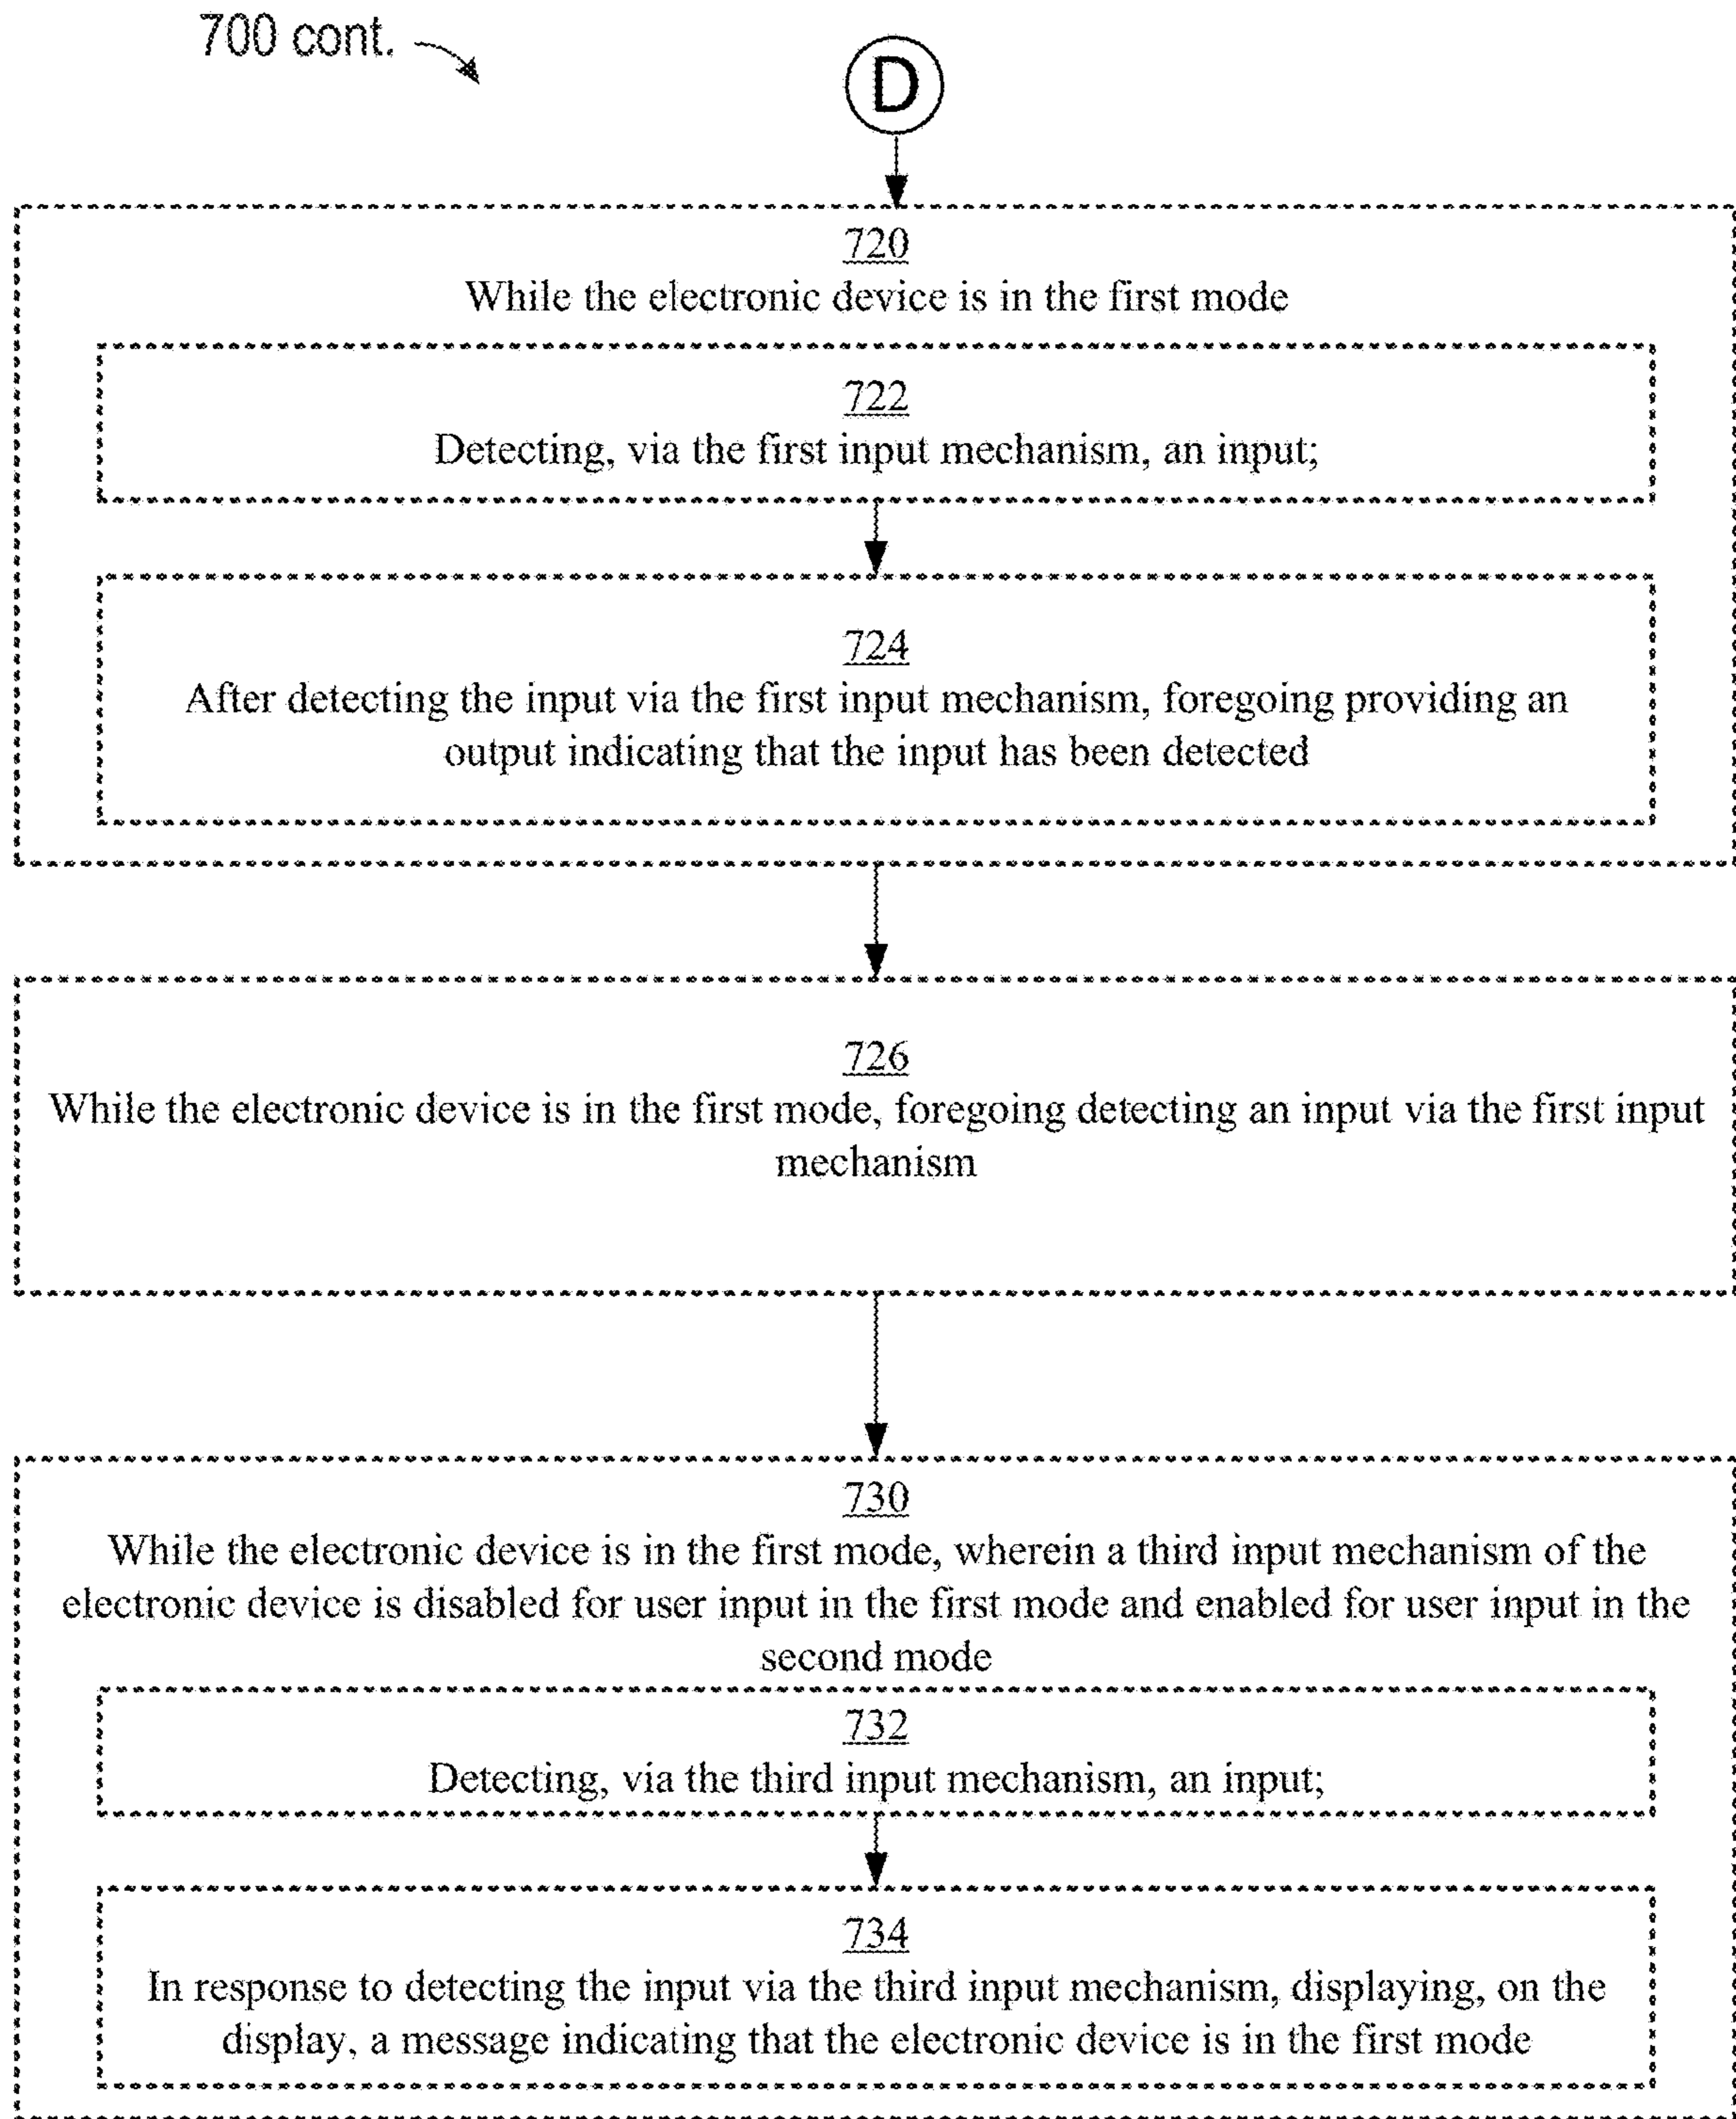 700 cont.
D
720
While the electronic device is in the first mode
722
Detecting, via the first input mechanism, an input;
724
After detecting the input via the first input mechanism, foregoing providing an
output indicating that the input has been detected
726
While the electronic device is in the first mode, foregoing detecting an input via the first input
mechanism
730
While the electronic device is in the first mode, wherein a third input mechanism of the
electronic device is disabled for user input in the first mode and enabled for user input in the
second mode
732
Detecting, via the third input mechanism, an input;
734
In response to detecting the input via the third input mechanism, displaying, on the
display, a message indicating that the electronic device is in the first mode